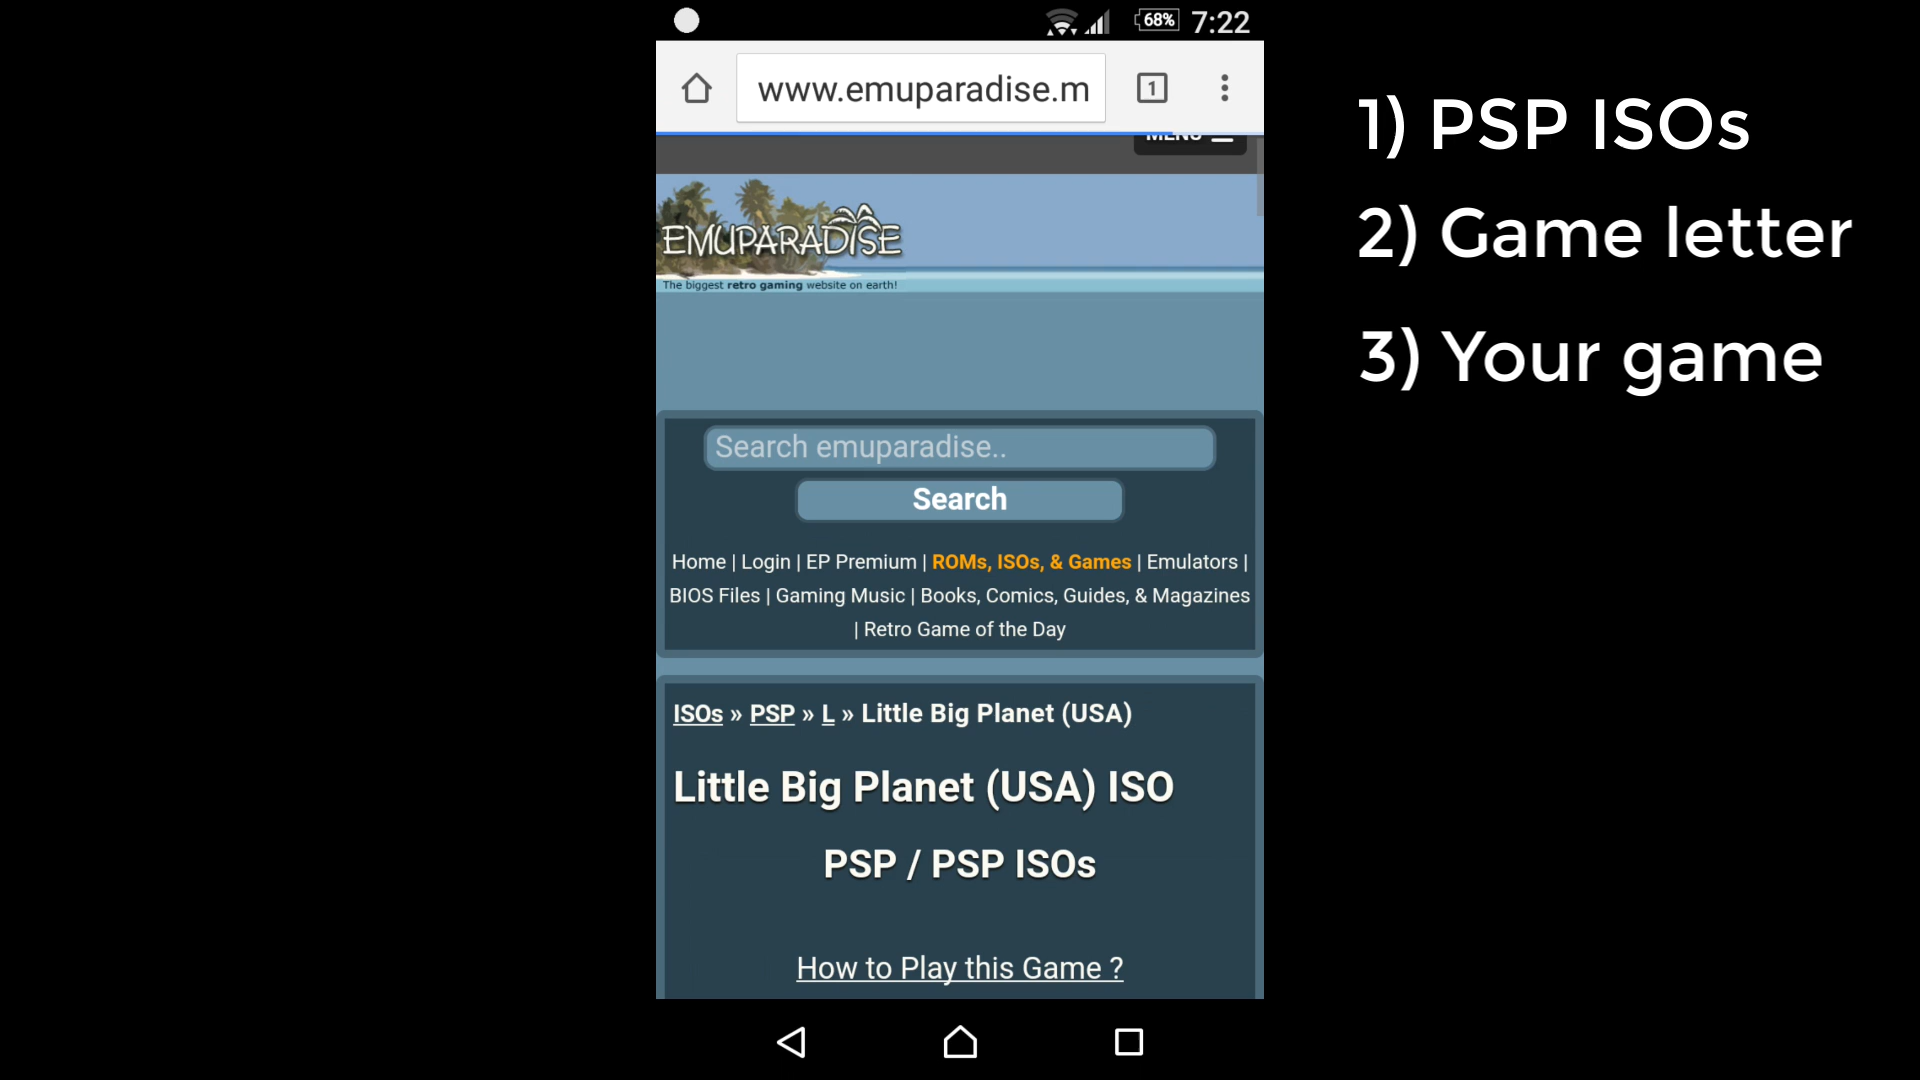 68% 7:22
www.emuparadise.m
1
MENU
EMUPARADISE
The biggest retro gaming website on earth!
Search emuparadise..
Search
Home | Login | EP Premium | ROMs, ISOs, & Games | Emulators |
BIOS Files | Gaming Music | Books, Comics, Guides, & Magazines
| Retro Game of the Day
ISOs » PSP » L » Little Big Planet (USA)
Little Big Planet (USA) ISO
PSP / PSP ISOs
How to Play this Game ?
1) PSP ISOs
2) Game letter
3) Your game